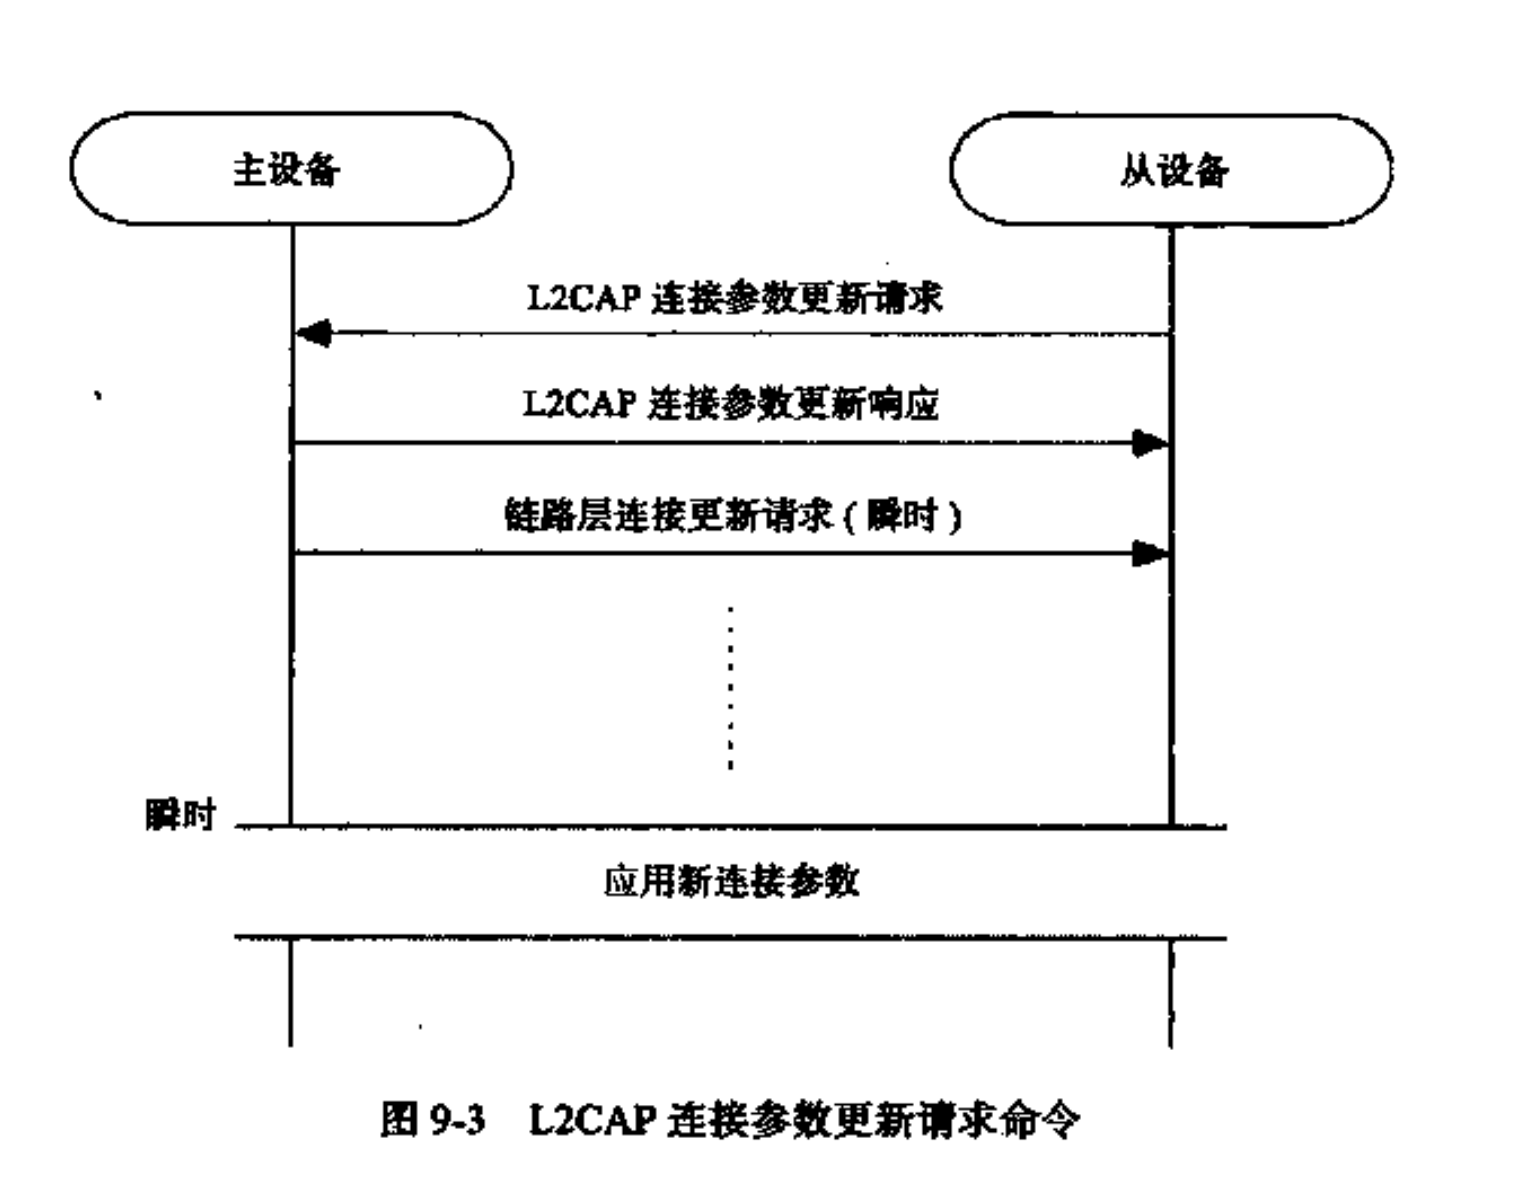 主设备
从设备
L2CAP 连接参数更新请求
L2CAP 连接参数更新响应
链路层连接更新请求(瞬时)
瞬时
应用新连接参数
图 9-3 L2CAP 连接参数更新请求命令